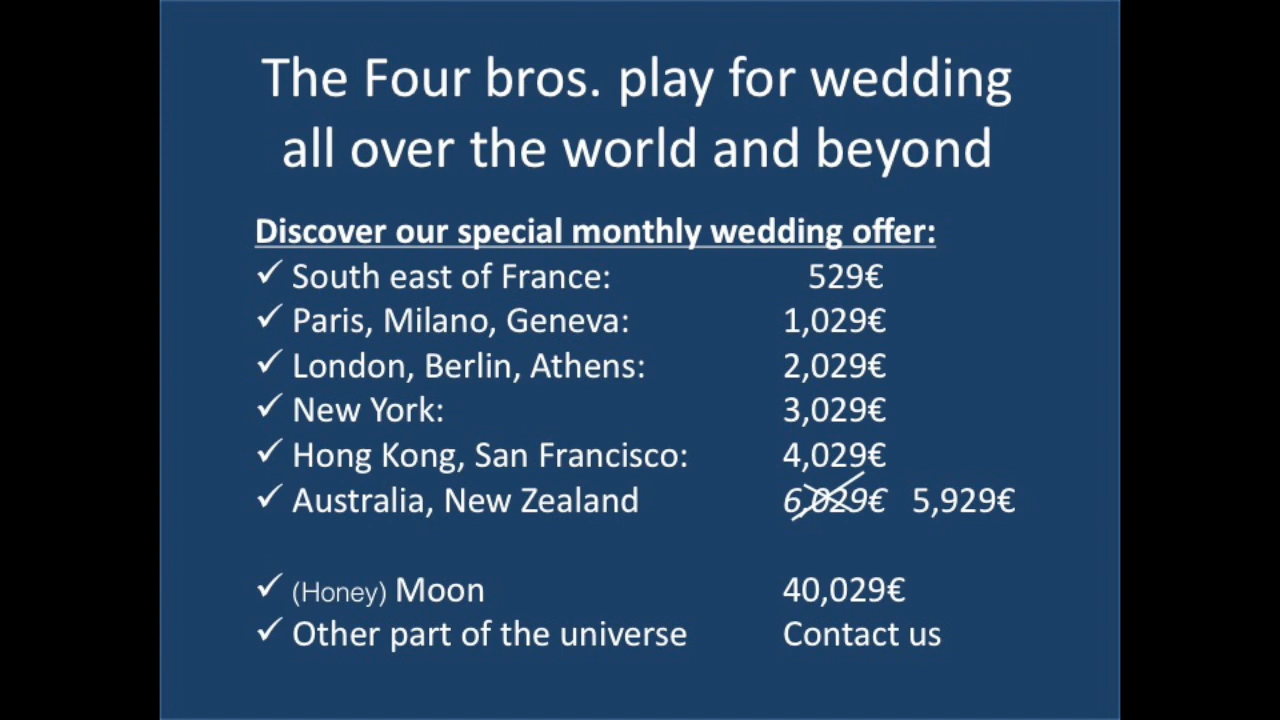 The Four bros. play for wedding
all over the world and beyond
Discover our special monthly wedding offer:
✓ South east of France: 529€
✓ Paris, Milano, Geneva: 1,029€
✓ London, Berlin, Athens: 2,029€
✓ New York: 3,029€
✓ Hong Kong, San Francisco: 4,029€
✓ Australia, New Zealand 6,029€ 5,929€
✓ (Honey) Moon 40,029€
✓ Other part of the universe Contact us